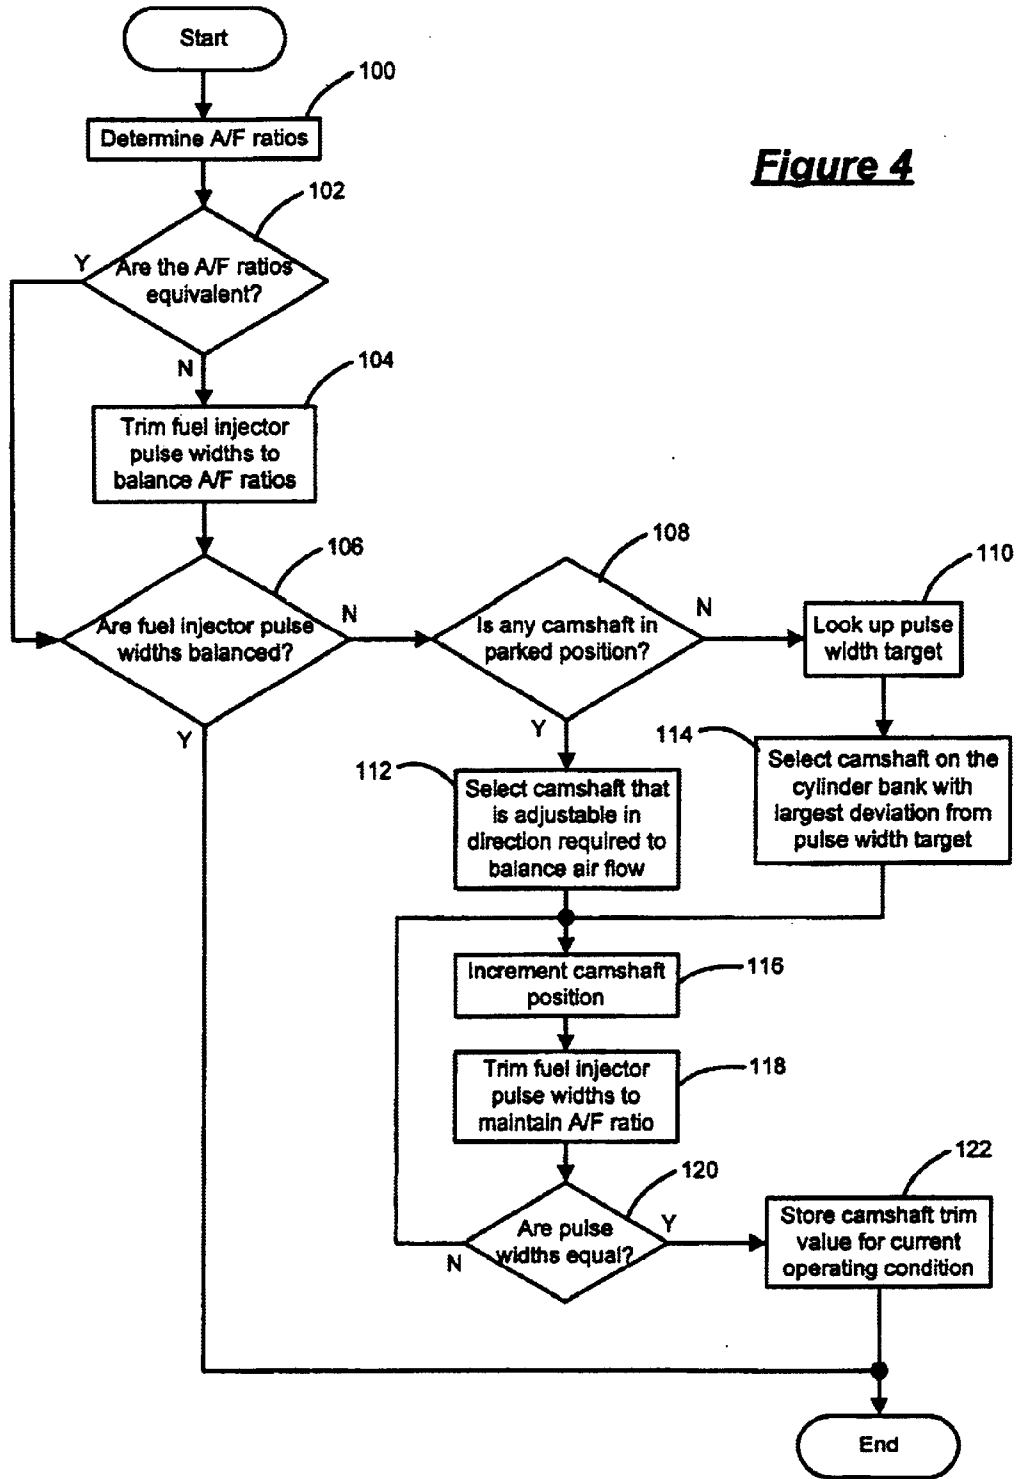 Start
100
Determine A/F ratios
Figure 4
102
Y
Are the A/F ratios
equivalent?
N
104
Trim fuel injector
pulse widths to
balance A/F ratios
106
Are fuel injector pulse
widths balanced?
N
Y
108
Is any camshaft in
parked position?
N
Y
110
Look up pulse
width target
112
Select camshaft that
is adjustable in
direction required to
balance air flow
114
Select camshaft on the
cylinder bank with
largest deviation from
pulse width target
116
Increment camshaft
position
118
Trim fuel injector
pulse widths to
maintain A/F ratio
120
Are pulse
widths equal?
N
Y
122
Store camshaft trim
value for current
operating condition
End